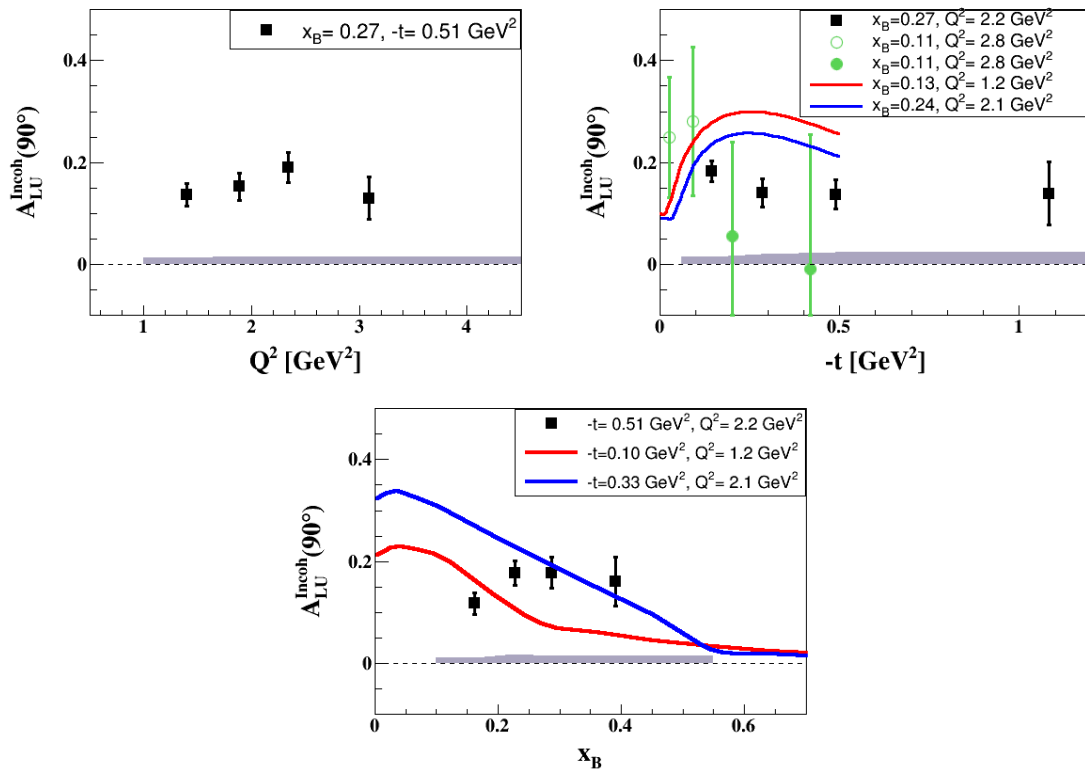 x_B= 0.27, -t= 0.51 GeV²
0.4
0.2
0
1
2
3
4
A_LU^Incoh(90°)
Q² [GeV²]
x_B=0.27, Q²= 2.2 GeV²
x_B=0.11, Q²= 2.8 GeV²
x_B=0.11, Q²= 2.8 GeV²
x_B=0.13, Q²= 1.2 GeV²
x_B=0.24, Q²= 2.1 GeV²
0.4
0.2
0
0
0.5
1
A_LU^Incoh(90°)
-t [GeV²]
-t= 0.51 GeV², Q²= 2.2 GeV²
-t=0.10 GeV², Q²= 1.2 GeV²
-t=0.33 GeV², Q²= 2.1 GeV²
0.4
0.2
0
0
0.2
0.4
0.6
A_LU^Incoh(90°)
x_B